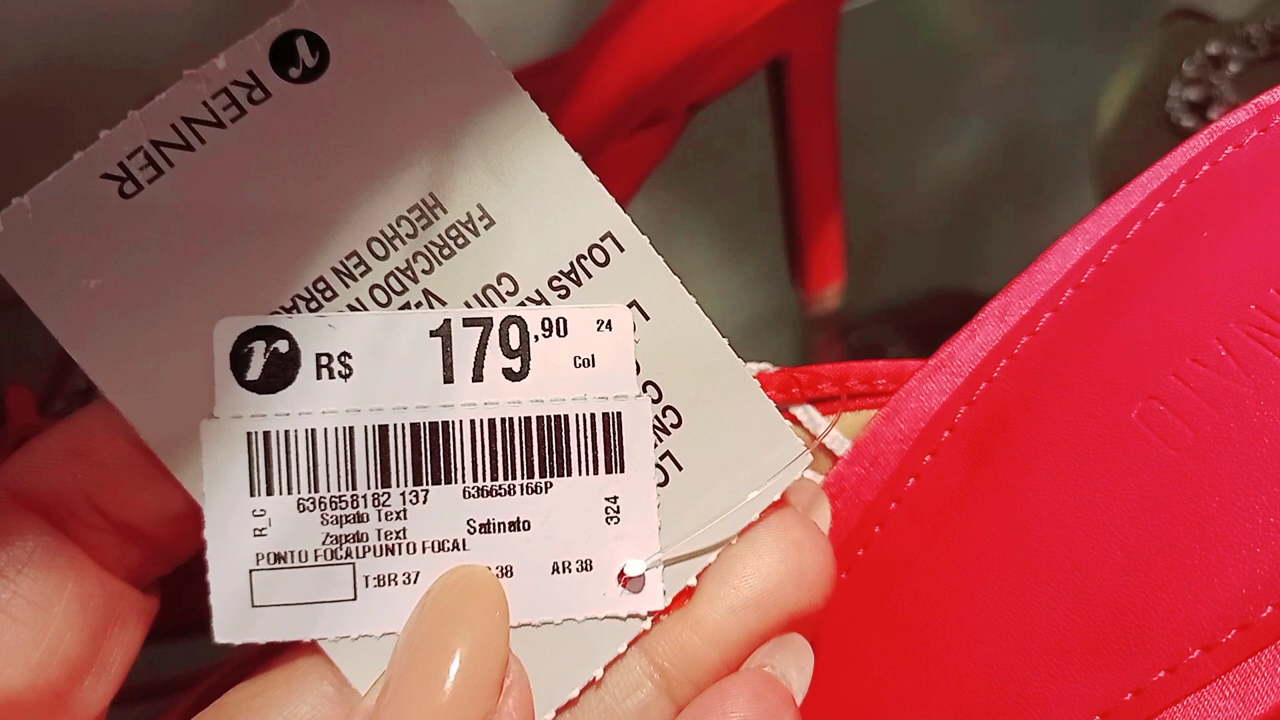 RENNER
HECHO EN
FABRICADO
LOJAS
r R$ 179,90 24
Col
636658182 137 636658166P
R_C
324
Sapato Text
Zapato Text
Satinato
PONTO FOCALPUNTO FOCAL
T:BR 37 38 AR 38